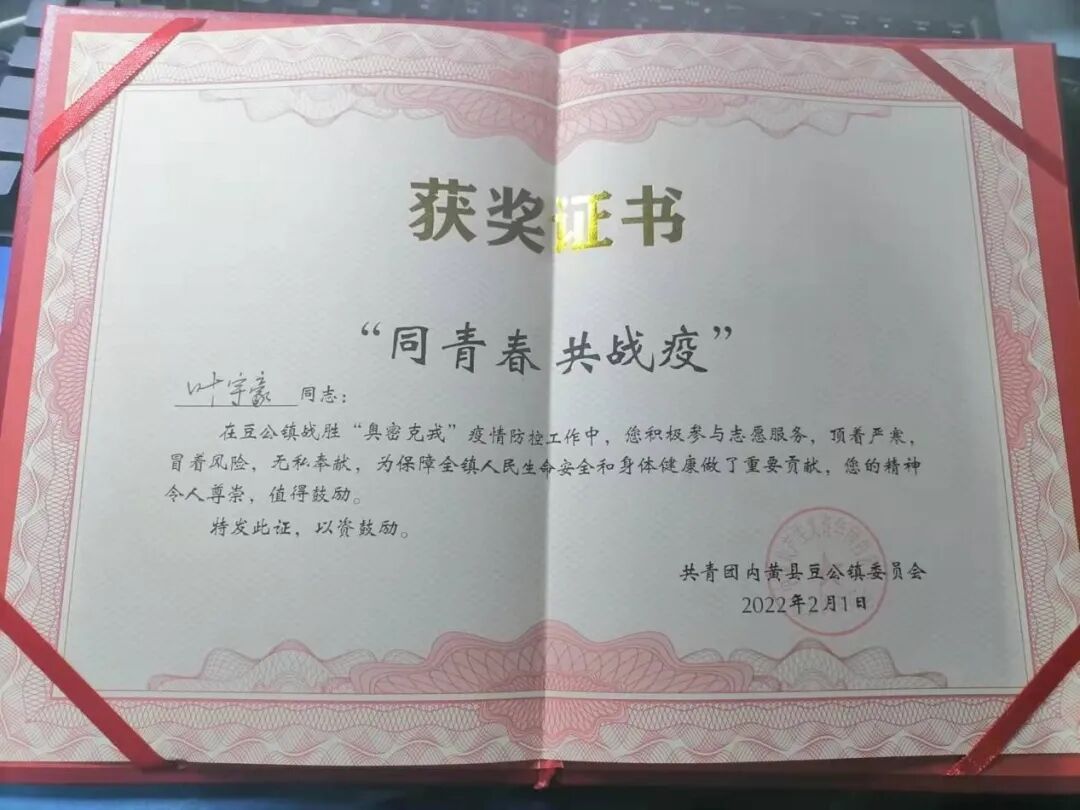 获奖证书
“同青春 共战疫”
叶宇豪 同志：
在豆公镇战胜“奥密克戎”疫情防控工作中，您积极参与志愿服务，顶着严寒，
冒着风险，无私奉献，为保障全镇人民生命安全和身体健康做了重要贡献，您的精神
令人尊崇，值得鼓励。
特发此证，以资鼓励。
共青团内黄县豆公镇委员会
2022年2月1日